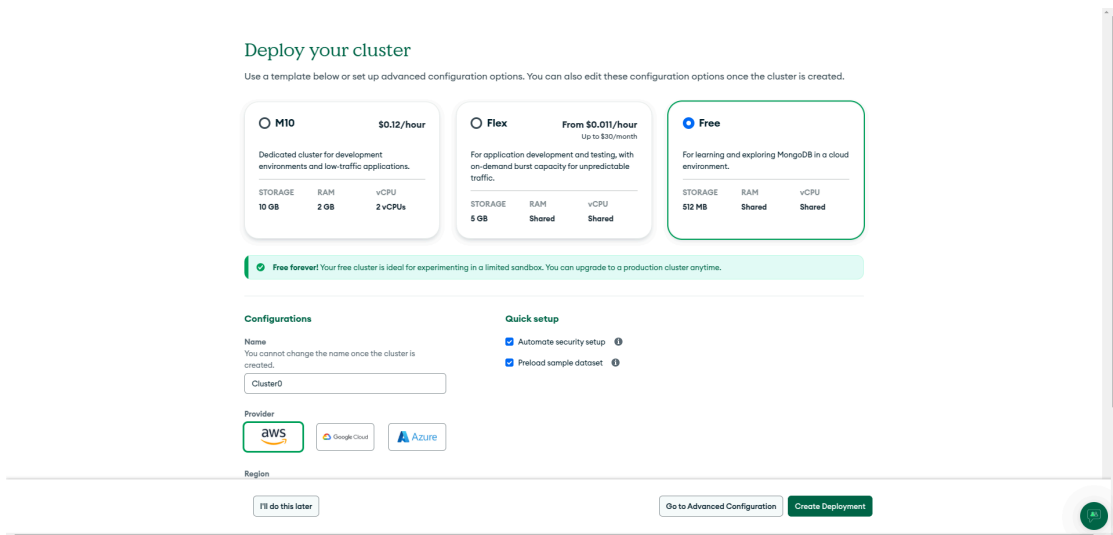 Deploy your cluster
Use a template below or set up advanced configuration options. You can also edit these configuration options once the cluster is created.
M10
$0.12/hour
Dedicated cluster for development
environments and low-traffic applications.
STORAGE RAM vCPU
10 GB 2 GB 2 vCPUs
Flex
From $0.011/hour
Up to $30/month
For application development and testing, with
on-demand burst capacity for unpredictable
traffic.
STORAGE RAM vCPU
5 GB Shared Shared
Free
For learning and exploring MongoDB in a cloud
environment.
STORAGE RAM vCPU
512 MB Shared Shared
Free forever! Your free cluster is ideal for experimenting in a limited sandbox. You can upgrade to a production cluster anytime.
Configurations
Name
You cannot change the name once the cluster is
created.
Cluster0
Provider
aws
Google Cloud
Azure
Region
Quick setup
Automate security setup
Preload sample dataset
I'll do this later
Go to Advanced Configuration
Create Deployment